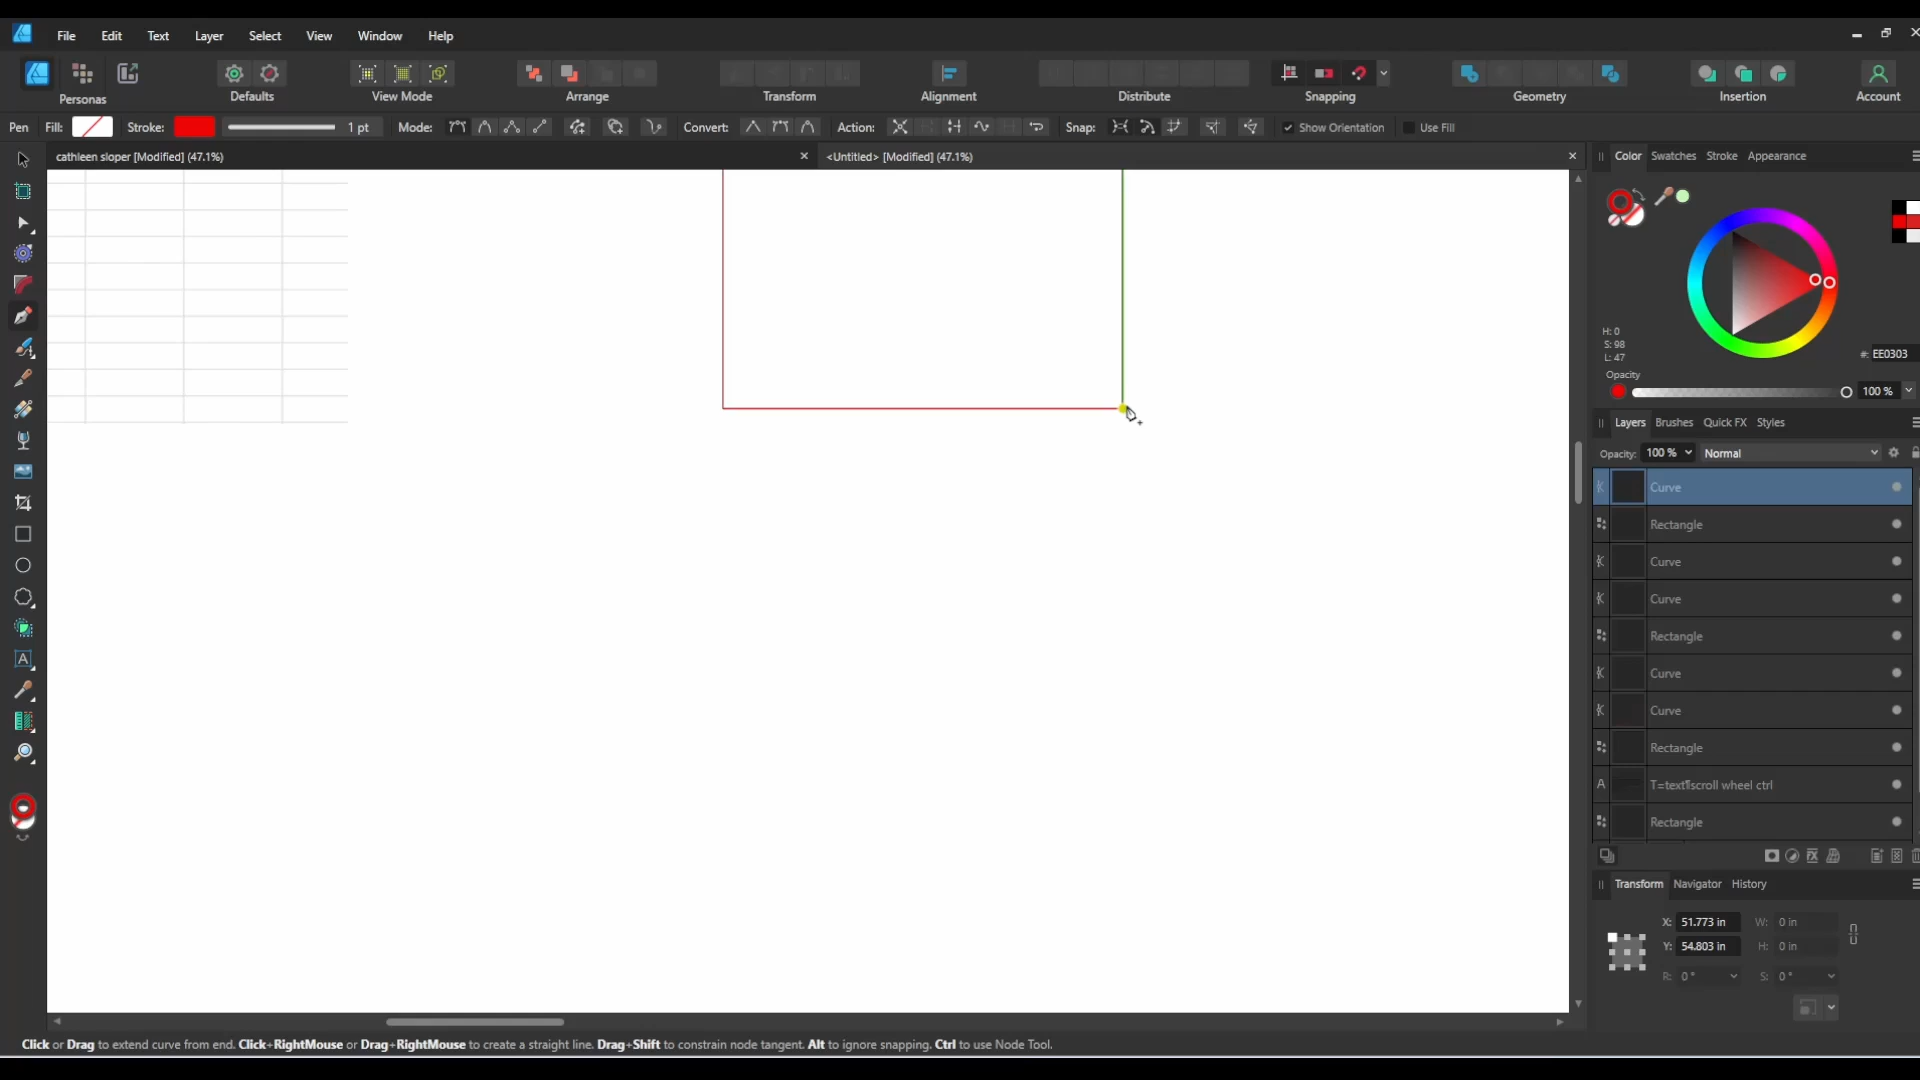 File Edit Text Layer Select View Window Help
Personas Defaults View Mode Arrange Transform Alignment Distribute Snapping Geometry Insertion Account
Pen Fill: Stroke: 1 pt Mode: Convert: Action: Snap: Show Orientation Use Fill
cathleen sloper [Modified] (47.1%) <Untitled> [Modified] (47.1%)
Color Swatches Stroke Appearance
H: 0
S: 98
L: 47
#: EE0303
Opacity
100 %
Layers Brushes Quick FX Styles
Opacity: 100 % Normal
Curve
Rectangle
Curve
Curve
Rectangle
Curve
Curve
Rectangle
A T=text¶scroll wheel ctrl
Rectangle
Transform Navigator History
X: 51.773 in W: 0 in
Y: 54.803 in H: 0 in
R: 0 ° S: 0 °
Click or Drag to extend curve from end. Click+RightMouse or Drag+RightMouse to create a straight line. Drag+Shift to constrain node tangent. Alt to ignore snapping. Ctrl to use Node Tool.